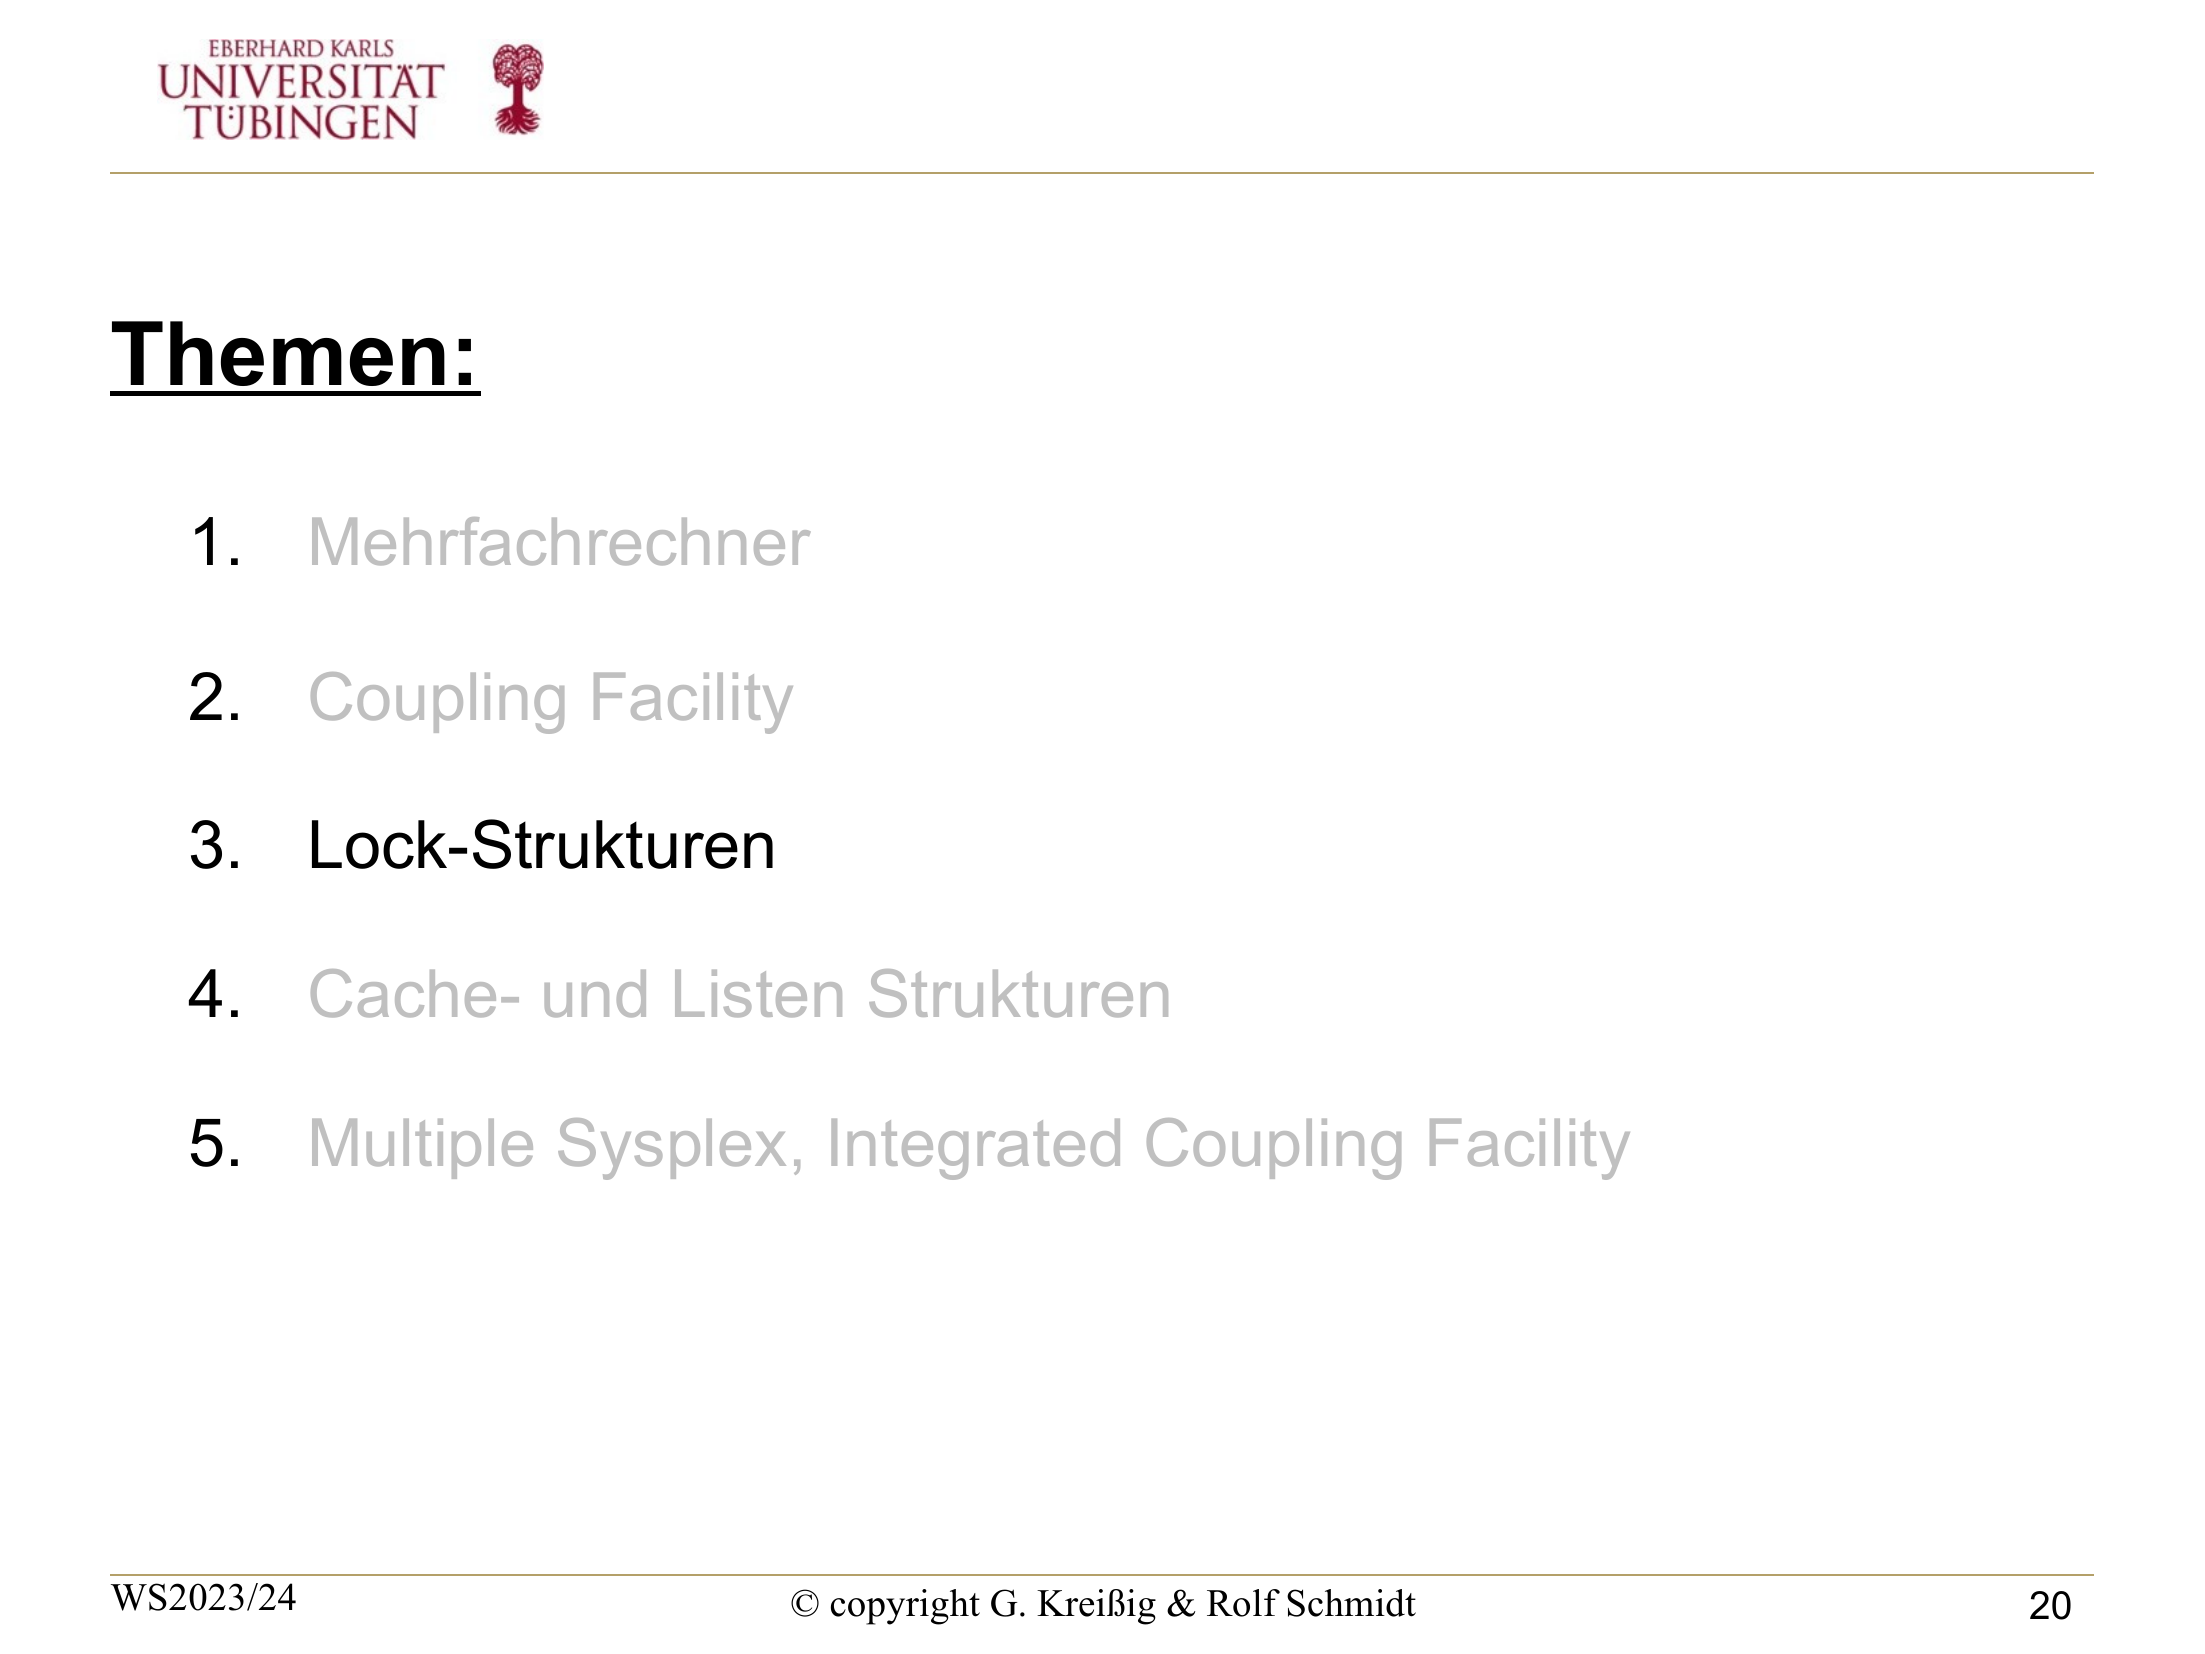 EBERHARD KARLS
UNIVERSITÄT
TÜBINGEN
Themen:
1. Mehrfachrechner
2. Coupling Facility
3. Lock-Strukturen
4. Cache- und Listen Strukturen
5. Multiple Sysplex, Integrated Coupling Facility
WS2023/24
© copyright G. Kreißig & Rolf Schmidt
20